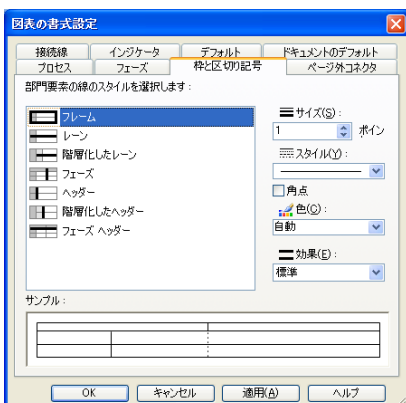 図表の書式設定
接続線 インジケータ デフォルト ドキュメントのデフォルト
プロセス フェーズ 枠と区切り記号 ページ外コネクタ
部門要素の線のスタイルを選択します：
フレーム
レーン
階層化したレーン
フェーズ
ヘッダー
階層化したヘッダー
フェーズ ヘッダー
サイズ(S)：
1 ポイン
スタイル(Y)：
角点
色(C)：
自動
効果(E)：
標準
サンプル：
OK キャンセル 適用(A) ヘルプ